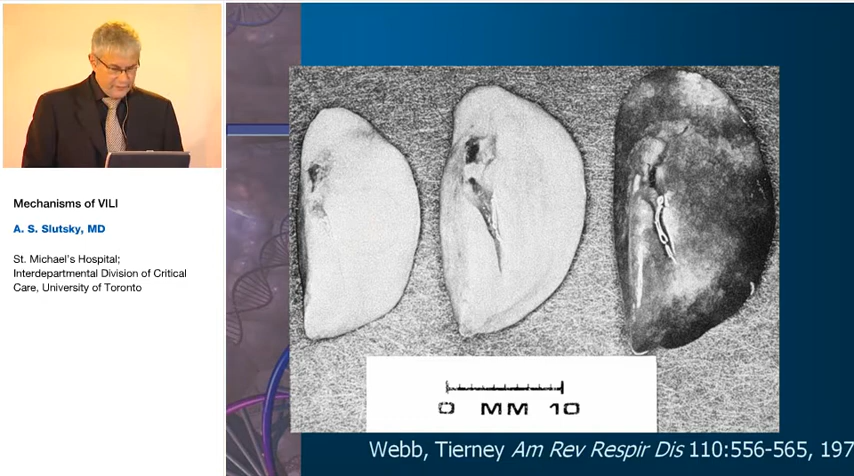 Mechanisms of VILI
A. S. Slutsky, MD
St. Michael's Hospital;
Interdepartmental Division of Critical
Care, University of Toronto
0 MM 10
Webb, Tierney Am Rev Respir Dis 110:556-565, 197